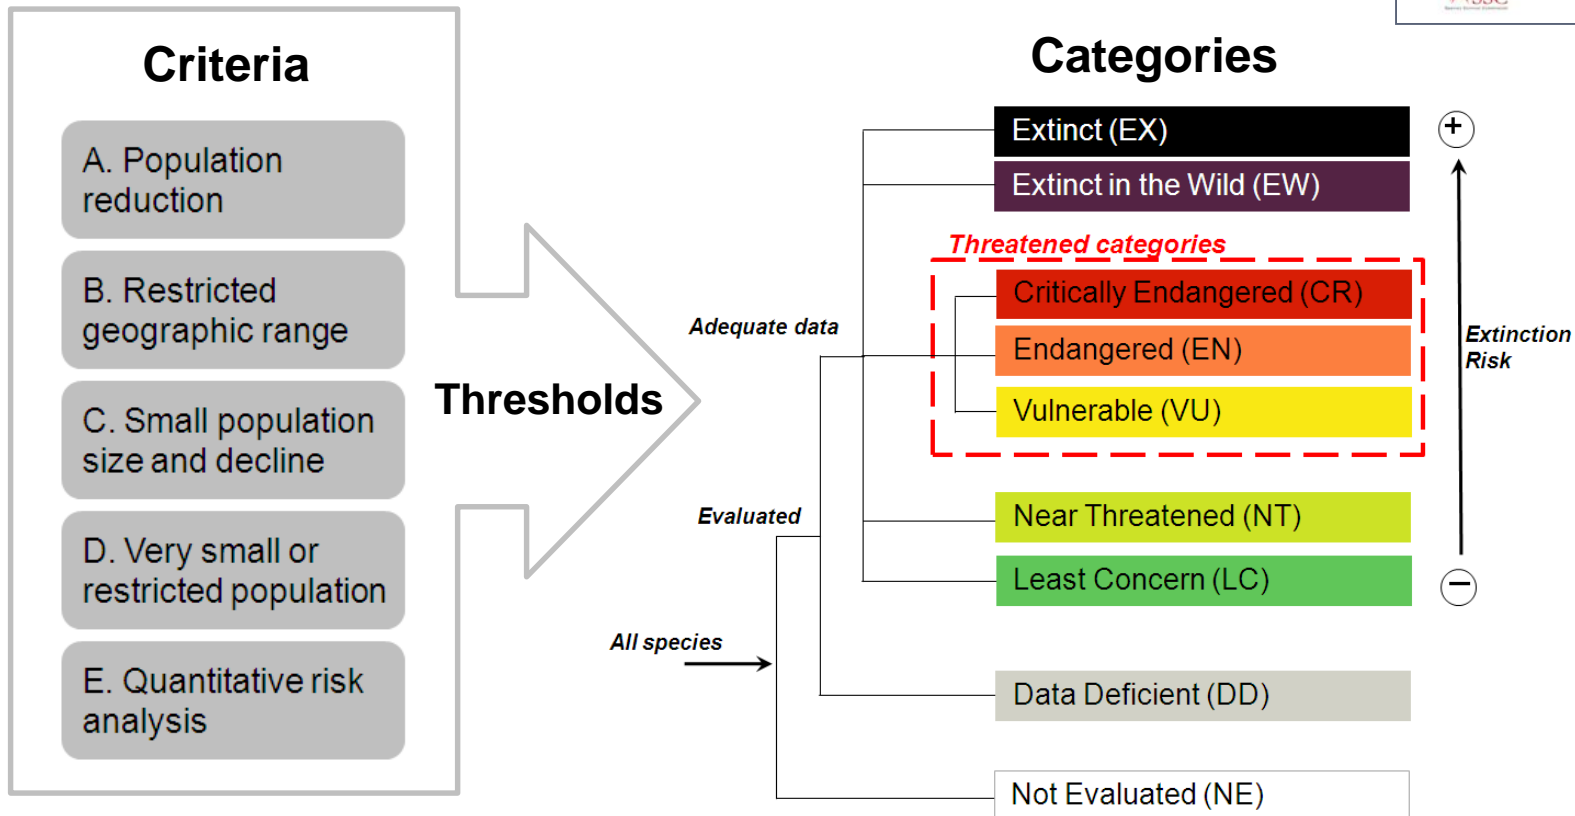 Criteria
A. Population
reduction
B. Restricted
geographic range
C. Small population
size and decline
D. Very small or
restricted population
E. Quantitative risk
analysis
Thresholds
Categories
Extinct (EX)
Extinct in the Wild (EW)
Threatened categories
Critically Endangered (CR)
Adequate data
Endangered (EN)
Extinction
Risk
Vulnerable (VU)
Evaluated
Near Threatened (NT)
Least Concern (LC)
All species
Data Deficient (DD)
Not Evaluated (NE)
+
−